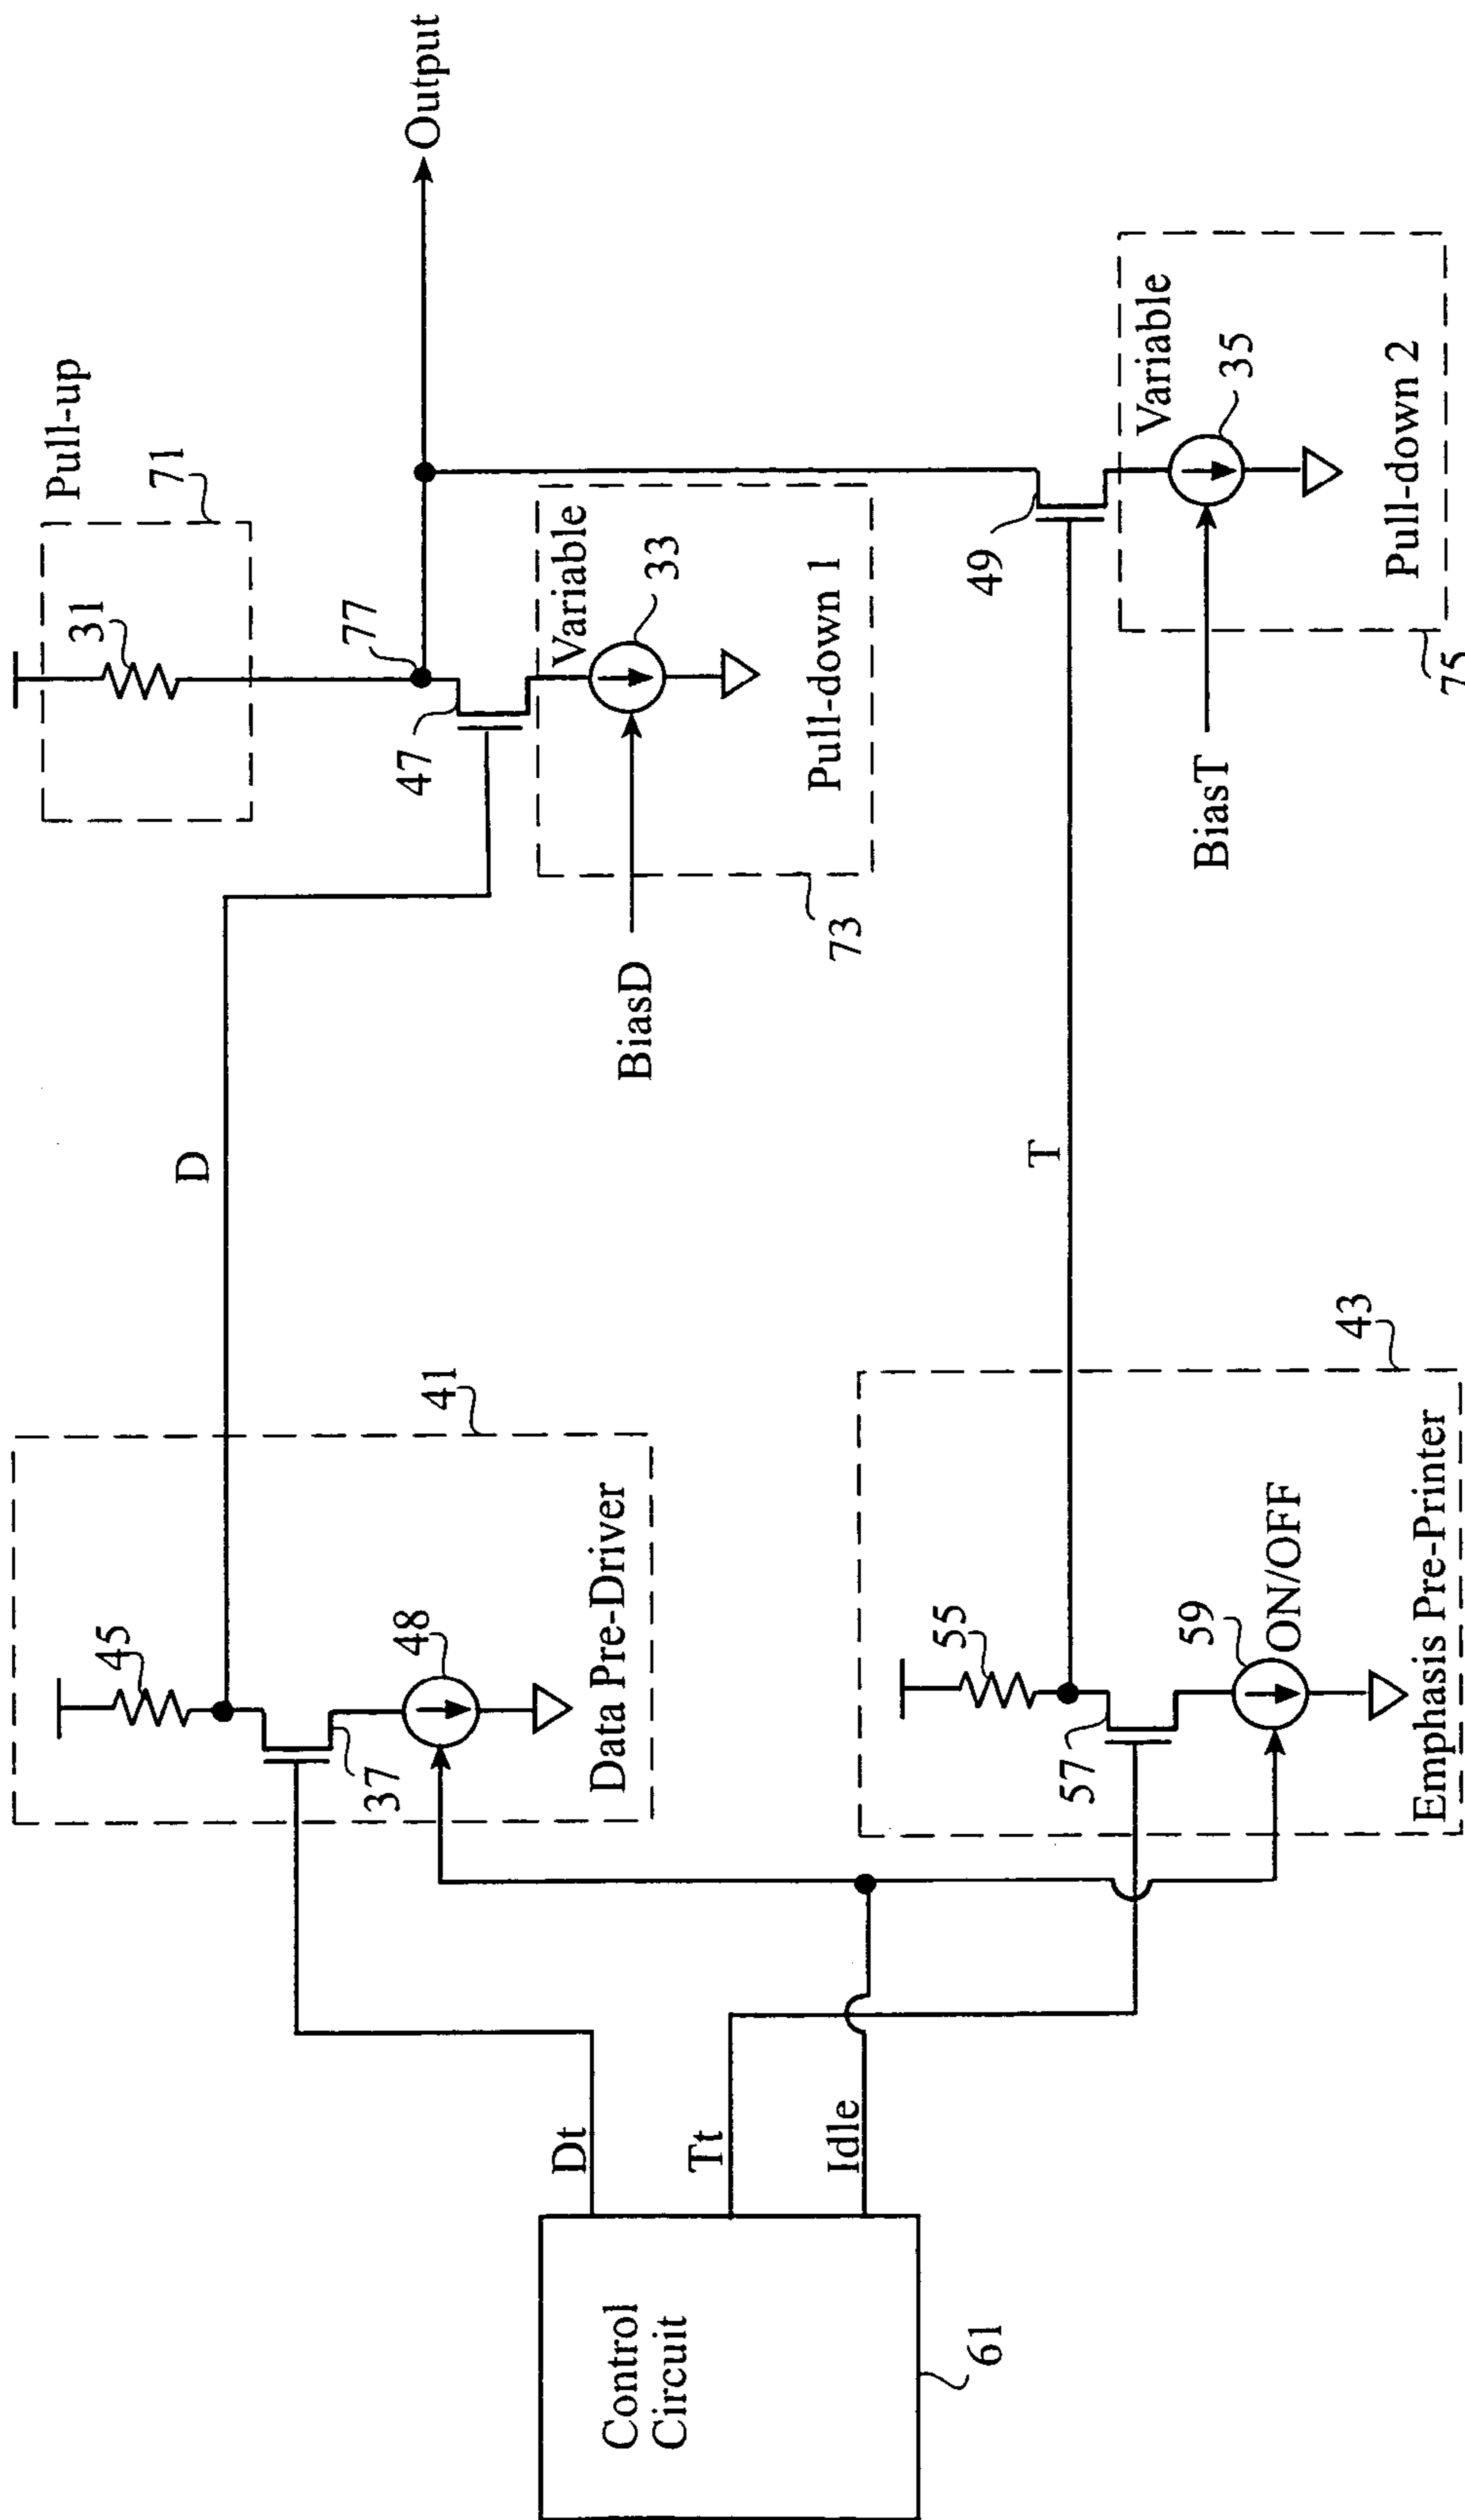 Pull-up
71
31
77
Output
47
Variable
33
Pull-down 1
BiasD
73
D
41
45
48
37
Data Pre-Driver
49
Variable
35
Pull-down 2
BiasT
75
T
43
55
59
ON/OFF
57
Emphasis Pre-Printer
Dt
Tt
Idle
Control
Circuit
61